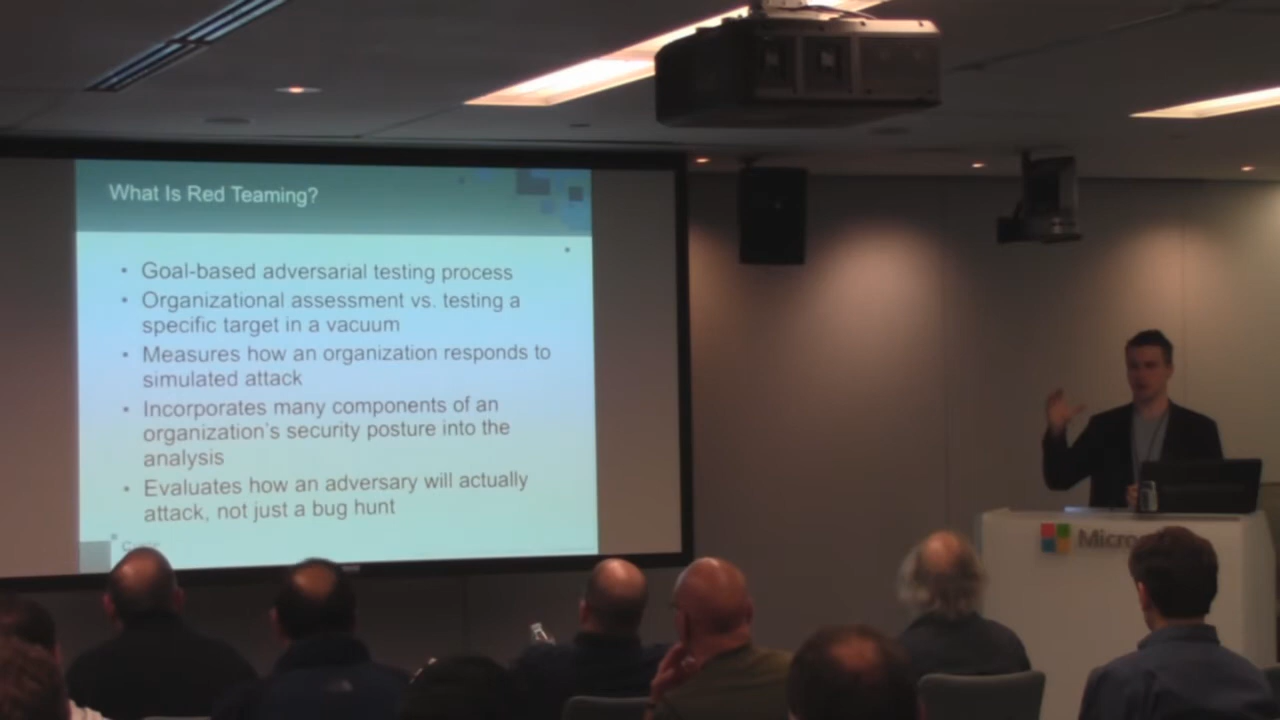 What Is Red Teaming?
• Goal-based adversarial testing process
• Organizational assessment vs. testing a
specific target in a vacuum
• Measures how an organization responds to
simulated attack
• Incorporates many components of an
organization's security posture into the
analysis
• Evaluates how an adversary will actually
attack, not just a bug hunt